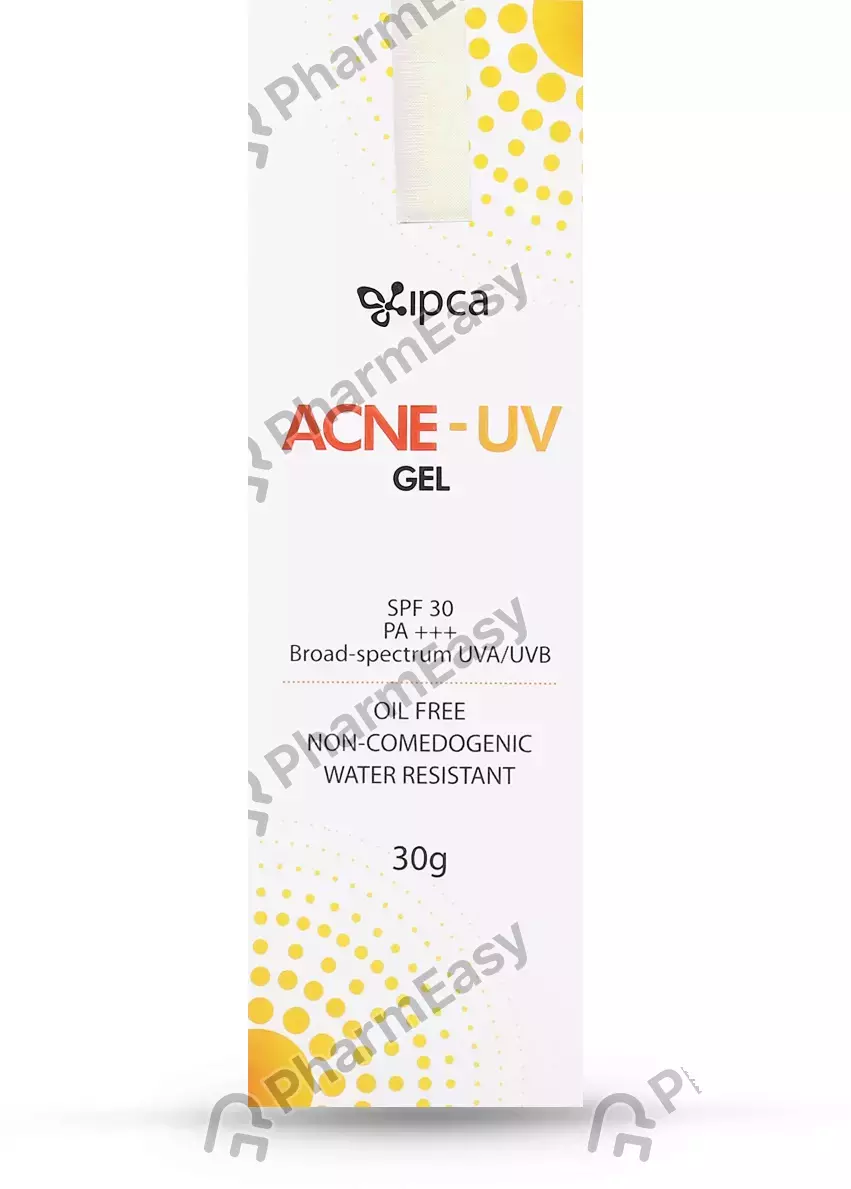 PharmEasy
ipca
PharmEasy
ACNE - UV
GEL
SPF 30
PA +++
Broad-spectrum UVA/UVB
PharmEasy
OIL FREE
NON-COMEDOGENIC
WATER RESISTANT
30g
PharmEasy